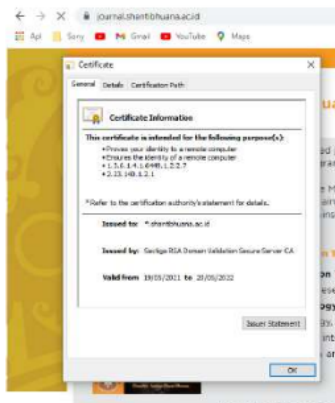 journal.shantibhuana.ac.id
Apl Sony Gmail YouTube Maps
Certificate
General Details Certification Path
Certificate Information
This certificate is intended for the following purpose(s):
• Proves your identity to a remote computer
• Ensures the identity of a remote computer
• 1.3.6.1.4.1.6449.1.2.2.7
• 2.23.140.1.2.1
* Refer to the certification authority's statement for details.
Issued to: *.shantibhuana.ac.id
Issued by: Sectigo RSA Domain Validation Secure Server CA
Valid from 19/05/2021 to 20/05/2022
Issuer Statement
OK